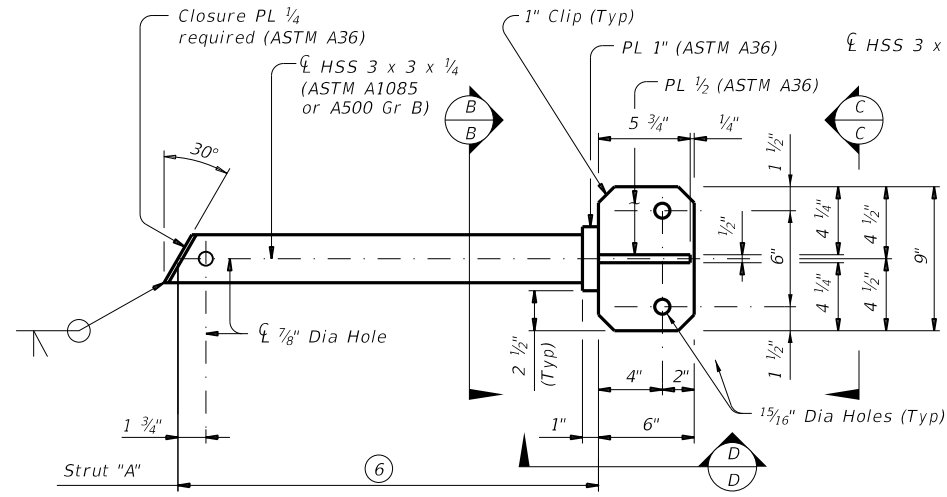 Closure PL ¼
required (ASTM A36)
1" Clip (Typ)
℄ HSS 3 x
PL 1" (ASTM A36)
℄ HSS 3 x 3 x ¼
(ASTM A1085
or A500 Gr B)
PL ½ (ASTM A36)
B
B
C
C
5 ¾"
¼"
1 ½"
30°
½"
4 ¼"
4 ½"
6"
9"
4 ¼"
4 ½"
℄ ⅞" Dia Hole
2 ½"
(Typ)
1 ½"
4"
2"
15/16" Dia Holes (Typ)
1 ¾"
1"
6"
D
D
Strut "A"
6